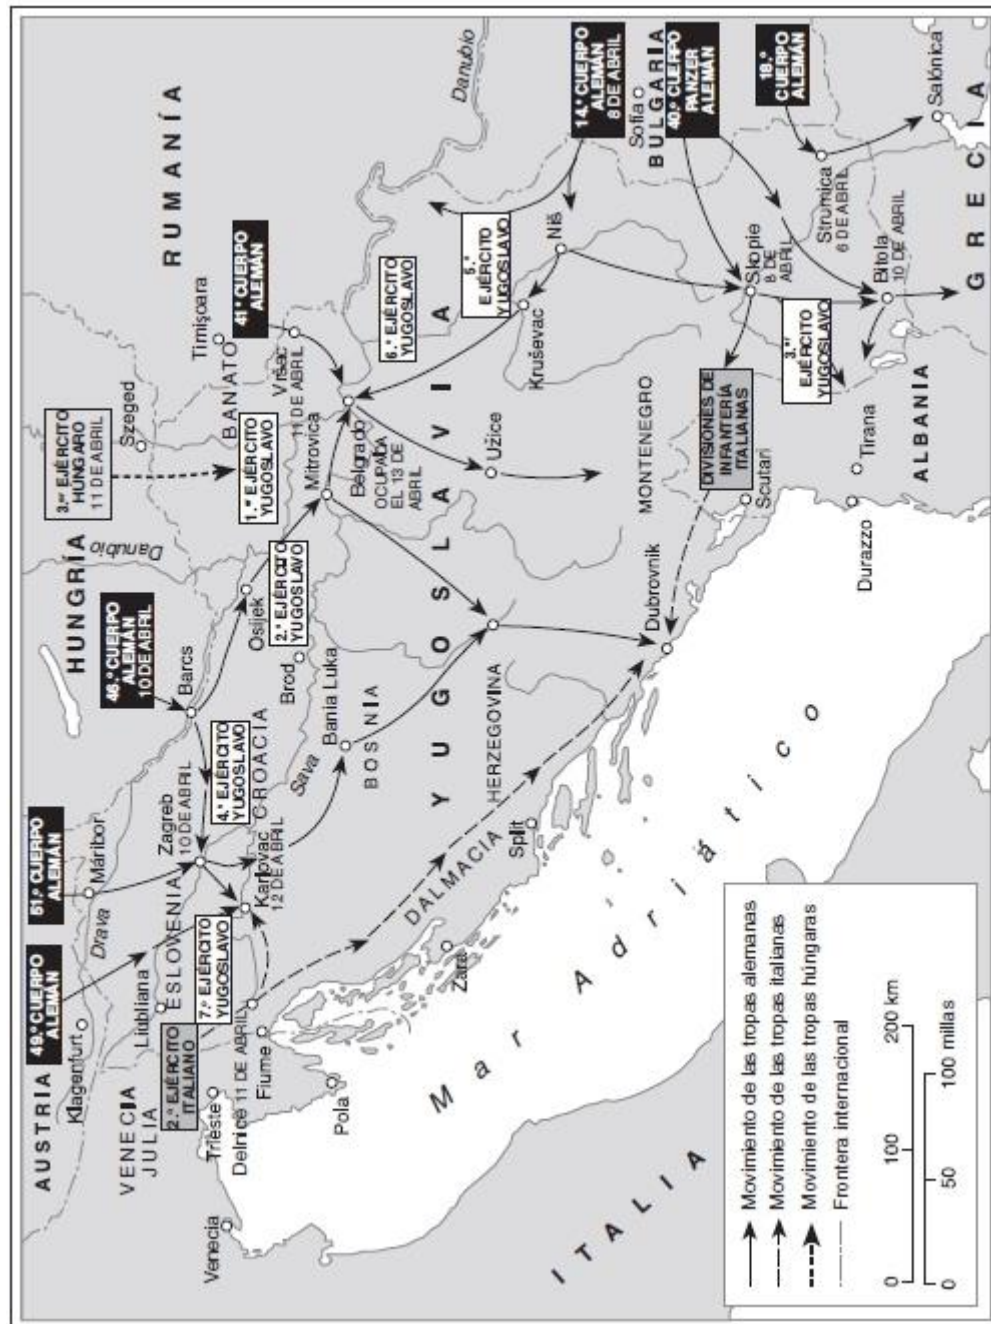 AUSTRIA
Klagenfurt
49.º CUERPO
ALEMÁN
51.º CUERPO
ALEMÁN
Drava
Máribor
HUNGRÍA
46.º CUERPO
ALEMÁN
10 DE ABRIL
Barcs
Danubio
3.er EJÉRCITO
HÚNGARO
11 DE ABRIL
Szeged
Timişoara
RUMANÍA
BANATO
41º CUERPO
ALEMÁN
Vršac
11 DE ABRIL
VENECIA
JULIA
Liubliana
ESLOVENIA
Zagreb
10 DE ABRIL
4.º EJÉRCITO
YUGOSLAVO
CROACIA
Osijek
2.º EJÉRCITO
YUGOSLAVO
1.er EJÉRCITO
YUGOSLAVO
Mitrovica
Belgrado
OCUPADA
EL 13 DE
ABRIL
6.º EJÉRCITO
YUGOSLAVO
Danubio
Venecia
Trieste
2.º EJÉRCITO
ITALIANO
Delnice 11 DE ABRIL
Fiume
7.º EJÉRCITO
YUGOSLAVO
Karlovac
12 DE ABRIL
Sava
Brod
Bania Luka
BOSNIA
YUGOSLAVIA
Užice
Kruševac
5.º
EJÉRCITO
YUGOSLAVO
Niš
14.º CUERPO
ALEMÁN
8 DE ABRIL
Sofía
BULGARIA
40.º CUERPO
PANZER
ALEMÁN
Pola
Zara
DALMACIA
Split
HERZEGOVINA
Dubrovnik
MONTENEGRO
DIVISIONES DE
INFANTERÍA
ITALIANAS
Scutari
Skopie
8 DE
ABRIL
3.er
EJÉRCITO
YUGOSLAVO
18.º
CUERPO
ALEMÁN
Strumica
6 DE ABRIL
Salónica
Bitola
10 DE ABRIL
Tirana
Durazzo
ALBANIA
GRECIA
Mar Adriático
ITALIA
Movimiento de las tropas alemanas
Movimiento de las tropas italianas
Movimiento de las tropas húngaras
Frontera internacional
0 100 200 km
0 50 100 millas